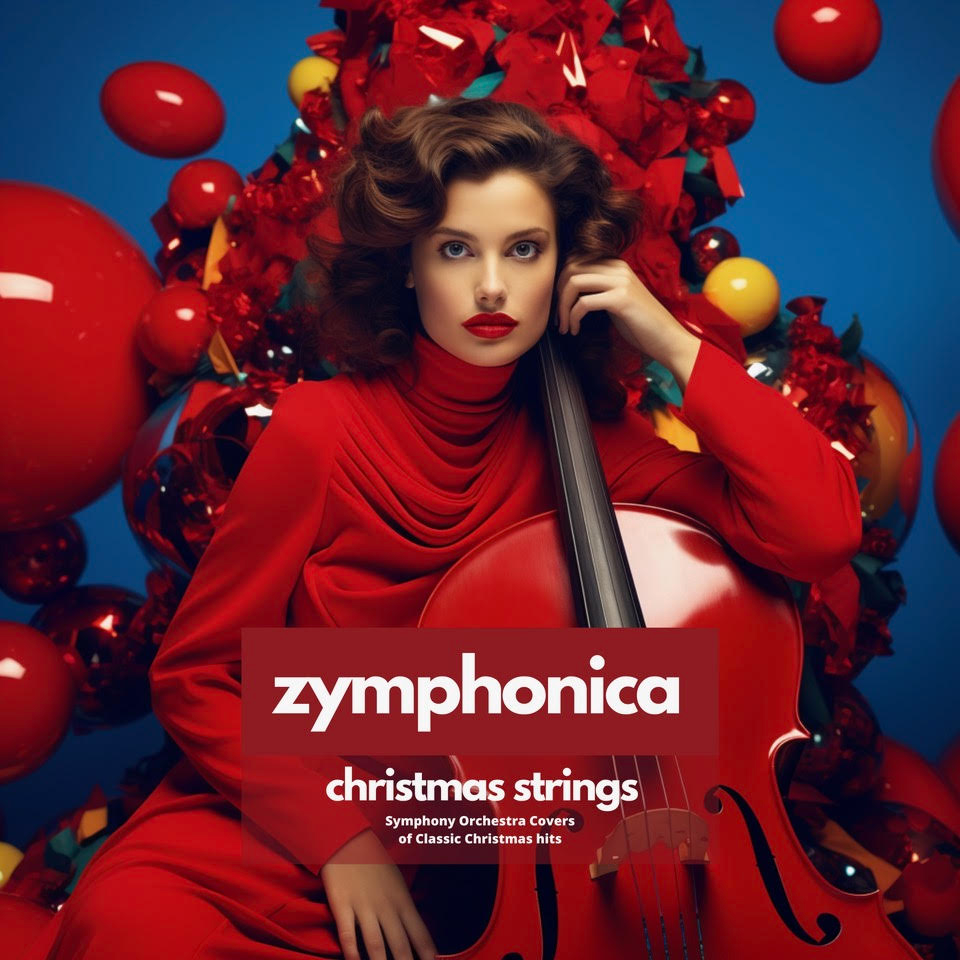 zymphonica
christmas strings
Symphony Orchestra Covers
of Classic Christmas hits